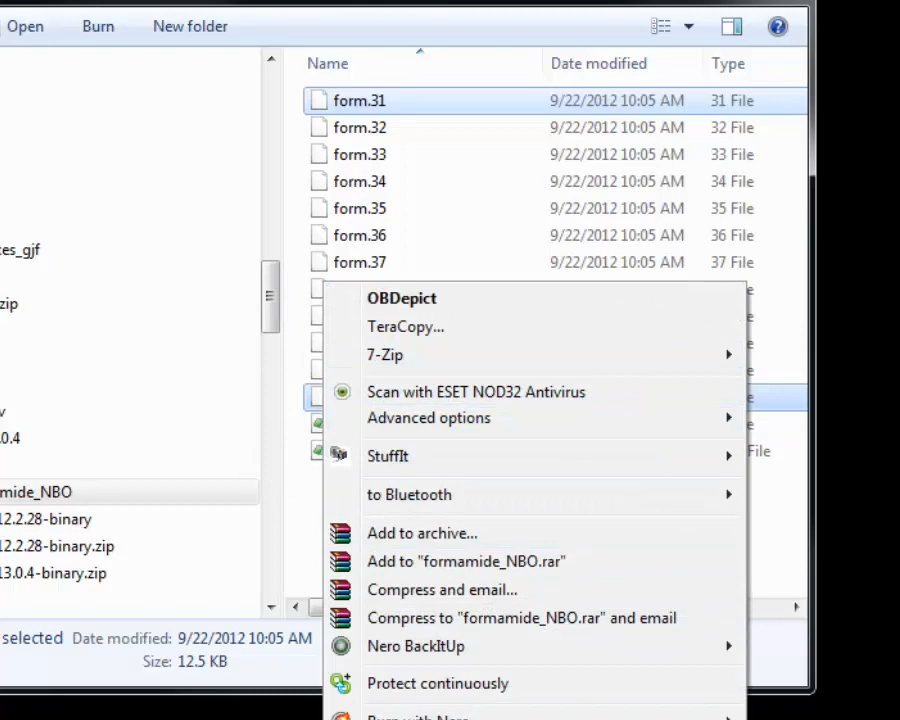 Open Burn New folder
Name Date modified Type
form.31 9/22/2012 10:05 AM 31 File
form.32 9/22/2012 10:05 AM 32 File
form.33 9/22/2012 10:05 AM 33 File
form.34 9/22/2012 10:05 AM 34 File
form.35 9/22/2012 10:05 AM 35 File
form.36 9/22/2012 10:05 AM 36 File
form.37 9/22/2012 10:05 AM 37 File
es_gjf
zip
v
.0.4
mide_NBO
12.2.28-binary
12.2.28-binary.zip
13.0.4-binary.zip
OBDepict
TeraCopy...
7-Zip
Scan with ESET NOD32 Antivirus
Advanced options
StuffIt
to Bluetooth
Add to archive...
Add to "formamide_NBO.rar"
Compress and email...
Compress to "formamide_NBO.rar" and email
Nero BackItUp
Protect continuously
Burn with Nero
e
e
e
e
e
e
File
selected Date modified: 9/22/2012 10:05 AM
Size: 12.5 KB